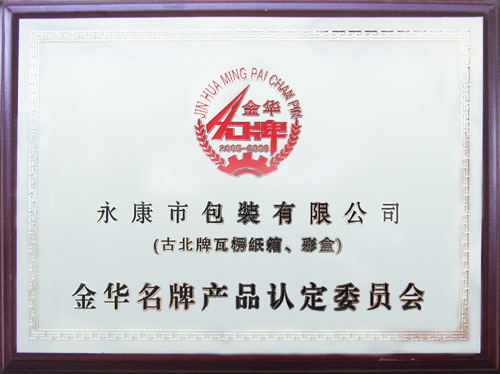 JIN HUA MING PAI CHAN PIN
金华
名牌
2006-2008
永康市包装有限公司
(古北牌瓦楞纸箱、彩盒)
金华名牌产品认定委员会